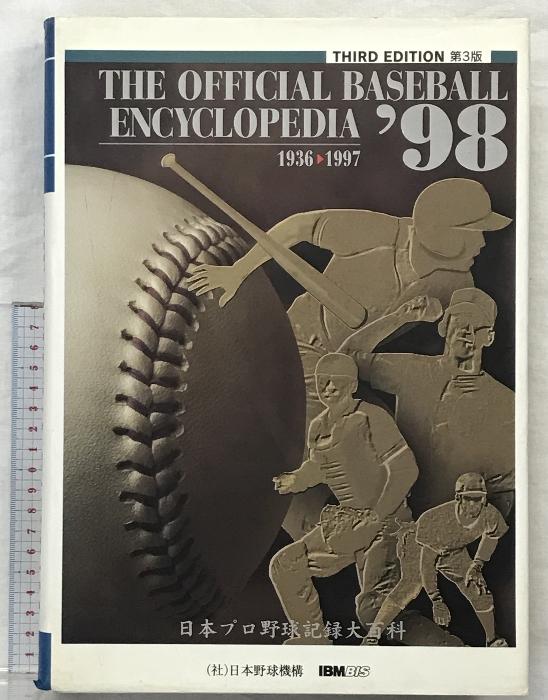 THIRD EDITION 第3版
THE OFFICIAL BASEBALL
ENCYCLOPEDIA '98
1936▶1997
日本プロ野球記録大百科
(社)日本野球機構 IBMBIS